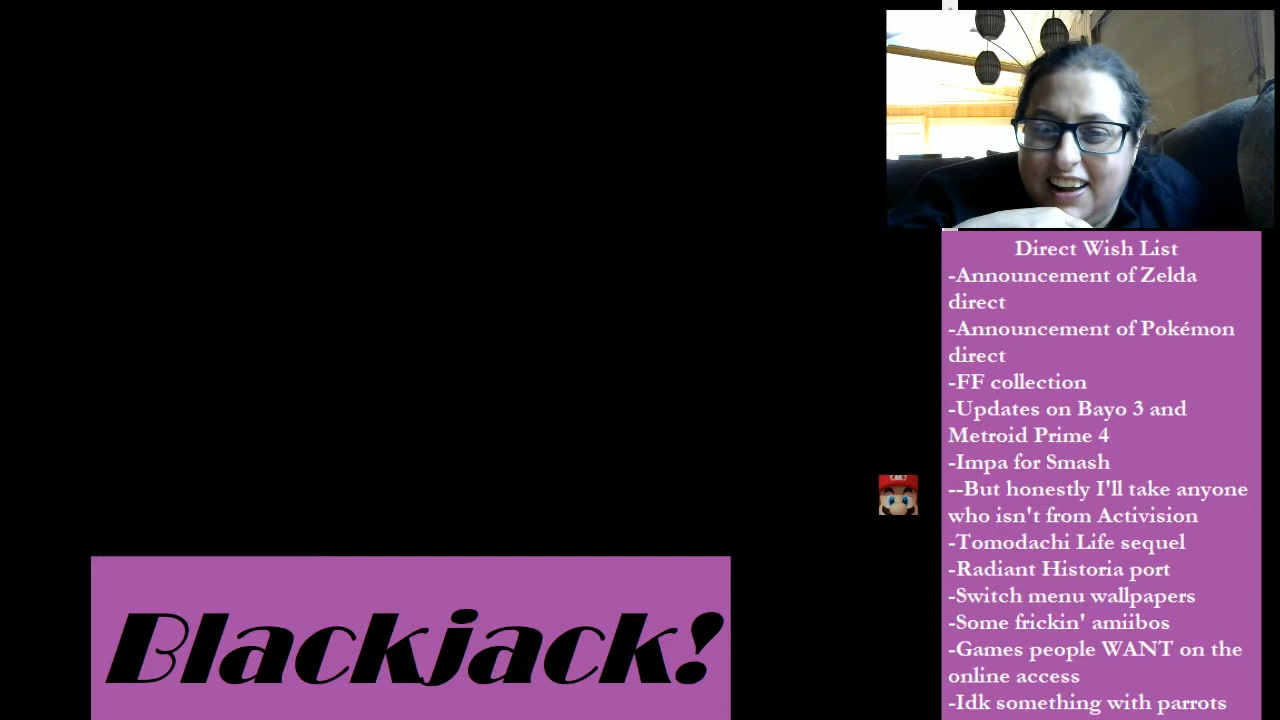 Direct Wish List
-Announcement of Zelda
direct
-Announcement of Pokémon
direct
-FF collection
-Updates on Bayo 3 and
Metroid Prime 4
-Impa for Smash
--But honestly I'll take anyone
who isn't from Activision
-Tomodachi Life sequel
-Radiant Historia port
-Switch menu wallpapers
-Some frickin' amiibos
-Games people WANT on the
online access
-Idk something with parrots
Blackjack!
M